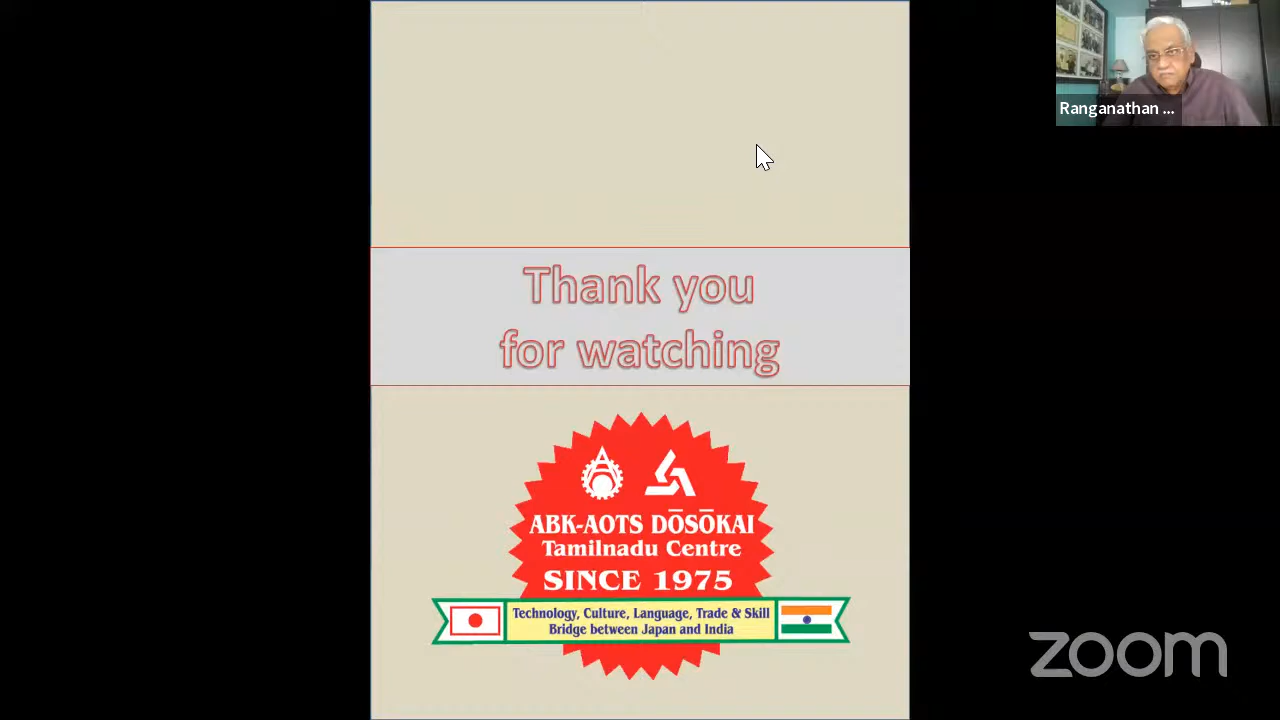 Ranganathan ...
Thank you
for watching
ABK-AOTS DŌSŌKAI
Tamilnadu Centre
SINCE 1975
Technology, Culture, Language, Trade & Skill
Bridge between Japan and India
zoom